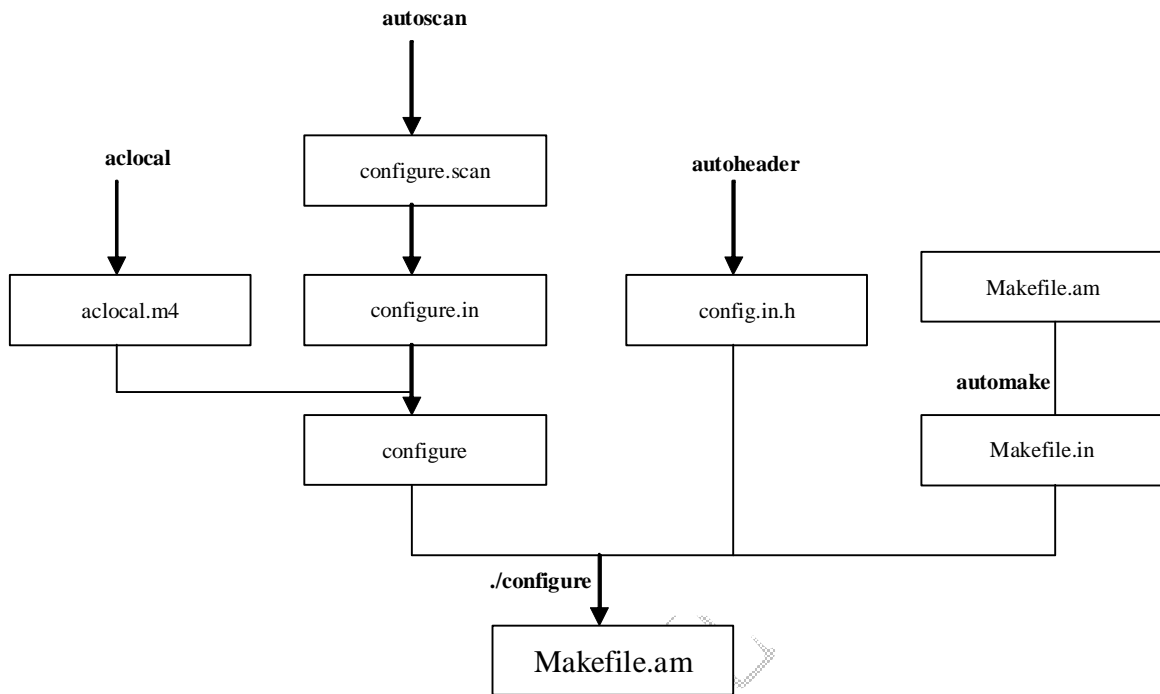 autoscan
aclocal
configure.scan
autoheader
aclocal.m4
configure.in
config.in.h
Makefile.am
automake
configure
Makefile.in
./configure
Makefile.am